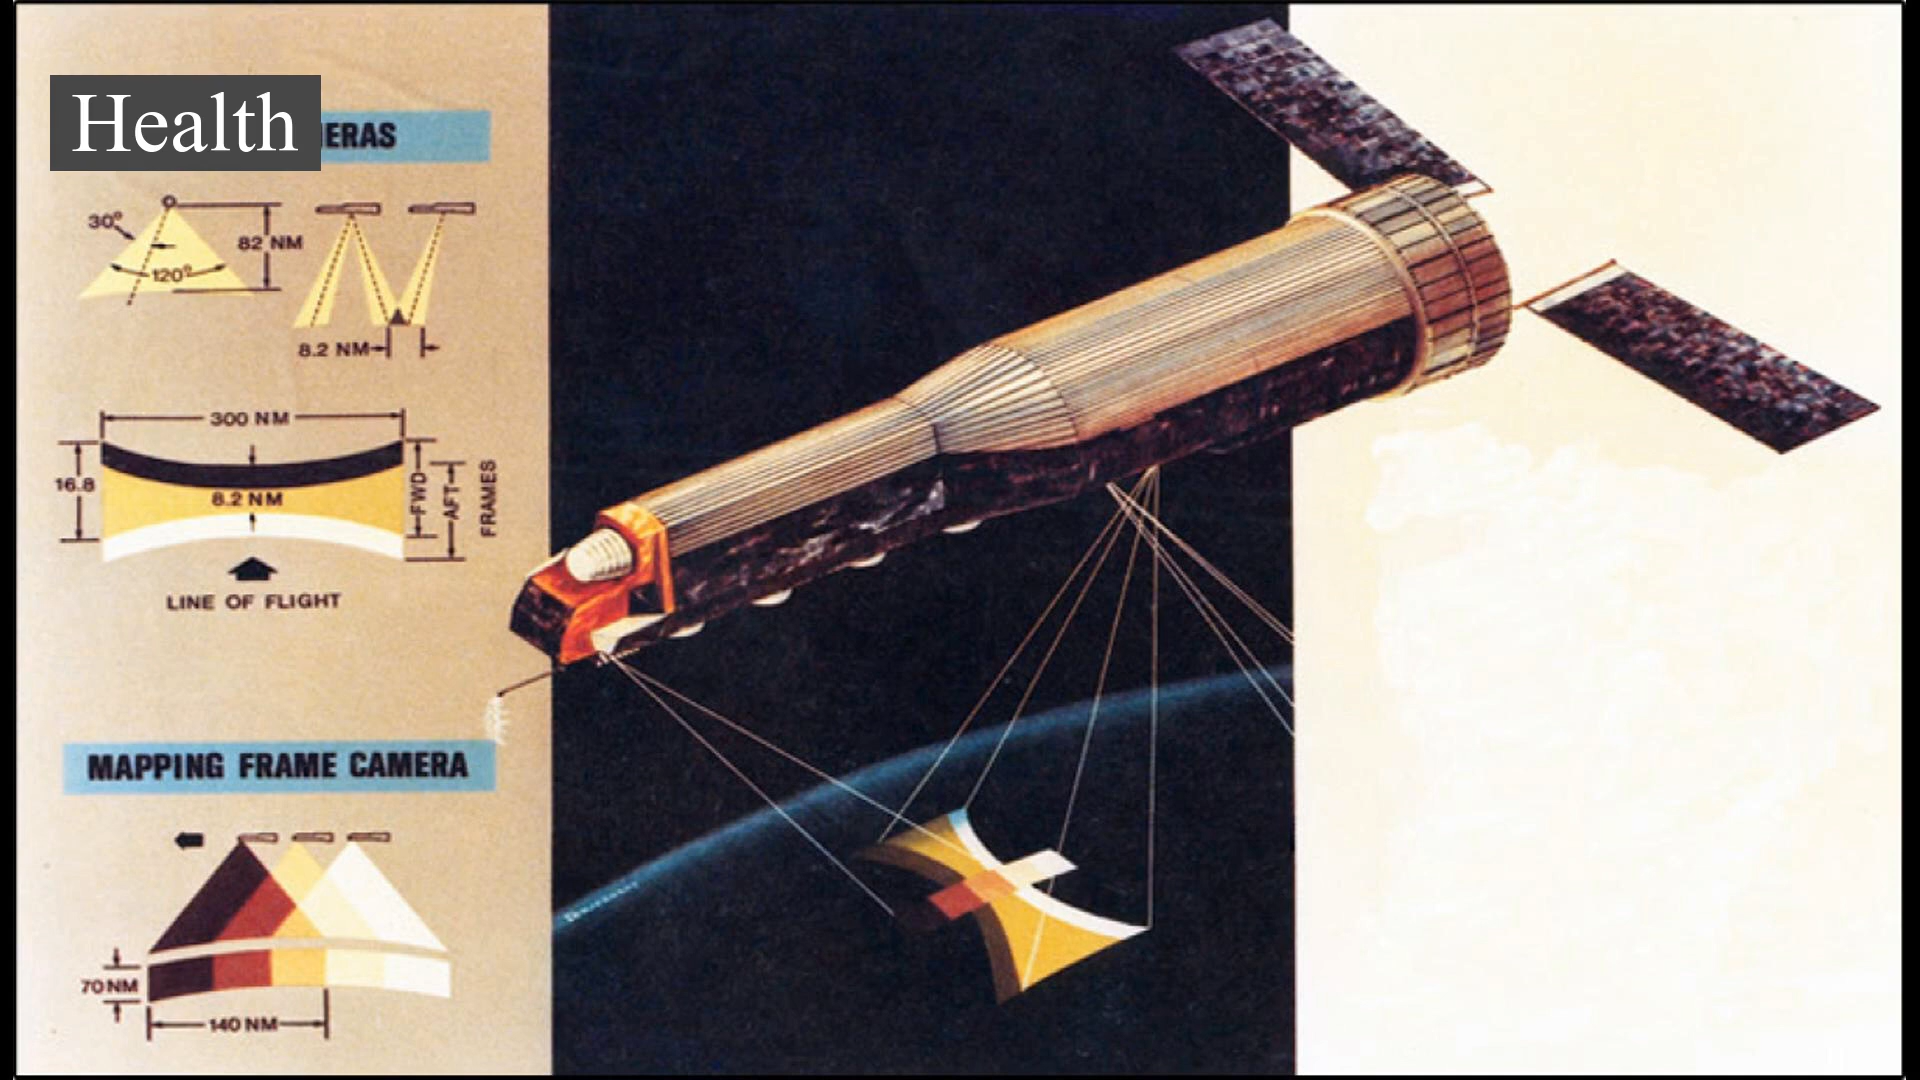 Health
ERAS
30°
82 NM
120°
8.2 NM
300 NM
16.8
8.2 NM
FWD
AFT
FRAMES
LINE OF FLIGHT
MAPPING FRAME CAMERA
70 NM
140 NM